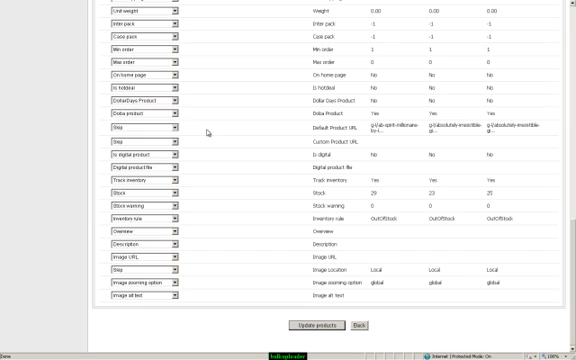 Unit weight Weight 0.00 0.00 0.00
Inter pack Inter pack -1 -1 -1
Case pack Case pack -1 -1 -1
Min order Min order 1 1 1
Max order Max order 0 0 0
On home page On home page No No No
Is hotdeal Is hotdeal No No No
DollarDays Product Dollar Days Product No No No
Doba product Doba Product Yes Yes Yes
Skip Default Product URL
Skip Custom Product URL
Is digital product Is digital No No No
Digital product file Digital product file
Track inventory Track inventory Yes Yes Yes
Stock Stock 29 23 25
Stock warning Stock warning 0 0 0
Inventory rule Inventory rule OutOfStock OutOfStock OutOfStock
Overview Overview
Description Description
Image URL Image URL
Skip Image Location Local Local Local
Image zooming option Image zooming option global global global
Image alt text Image alt text
Update products Back
Done bulkuploader Internet | Protected Mode: On 100%